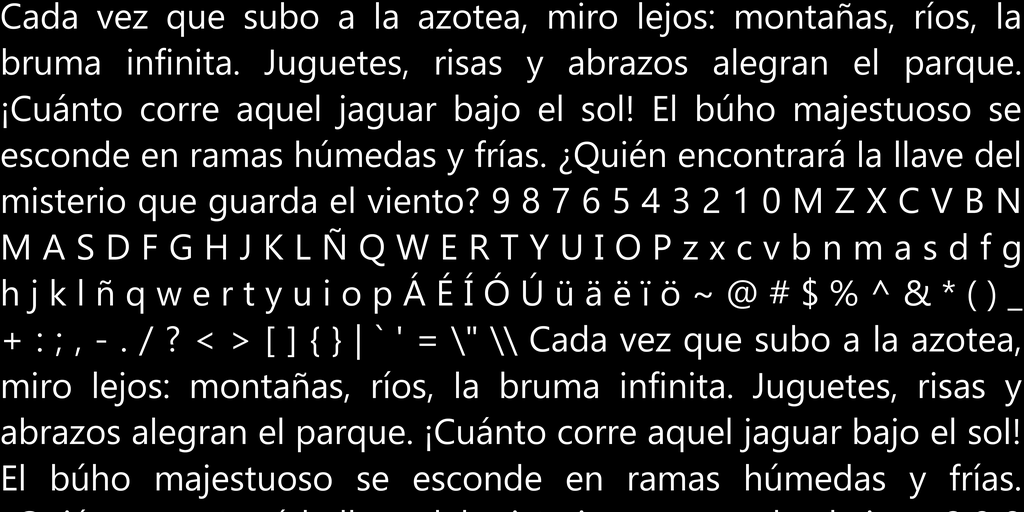 Cada vez que subo a la azotea, miro lejos: montañas, ríos, la
bruma infinita. Juguetes, risas y abrazos alegran el parque.
¡Cuánto corre aquel jaguar bajo el sol! El búho majestuoso se
esconde en ramas húmedas y frías. ¿Quién encontrará la llave del
misterio que guarda el viento? 9 8 7 6 5 4 3 2 1 0 M Z X C V B N
M A S D F G H J K L Ñ Q W E R T Y U I O P z x c v b n m a s d f g
h j k l ñ q w e r t y u i o p Á É Í Ó Ú ü ä ë ï ö ~ @ # $ % ^ & * ( ) _
+ : ; , - . / ? < > [ ] { } | ` ' = \" \\ Cada vez que subo a la azotea,
miro lejos: montañas, ríos, la bruma infinita. Juguetes, risas y
abrazos alegran el parque. ¡Cuánto corre aquel jaguar bajo el sol!
El búho majestuoso se esconde en ramas húmedas y frías.